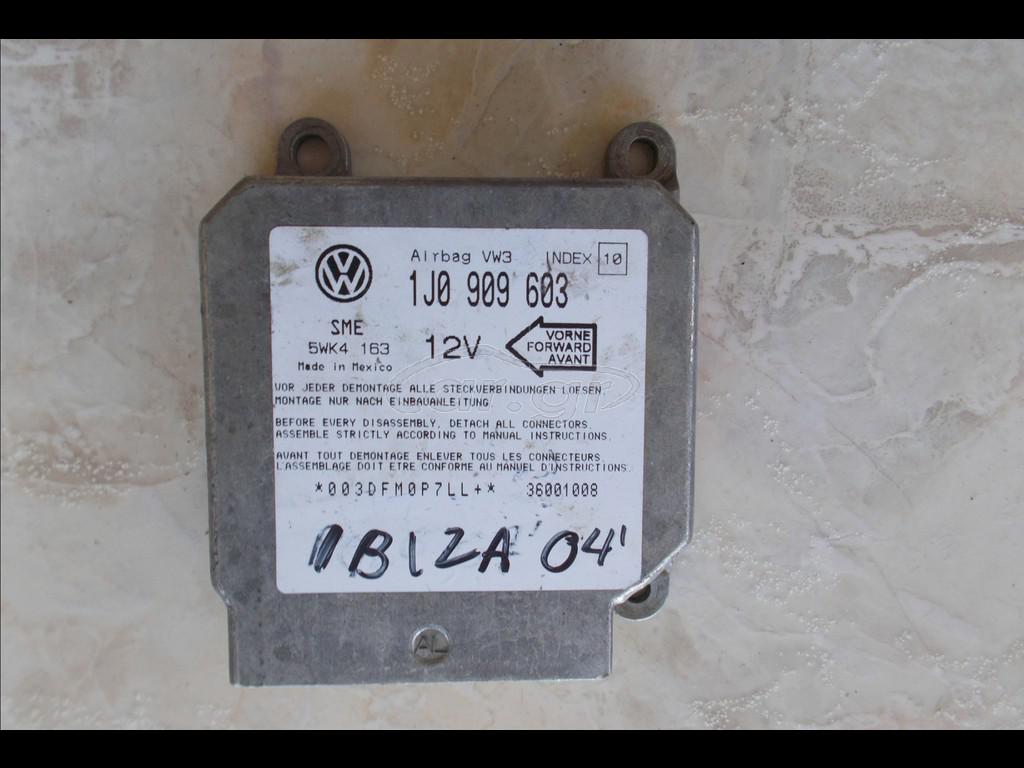 VW
Airbag VW3 INDEX 10
1J0 909 603
SME
5WK4 163
Made in Mexico
12V
VORNE
FORWARD
AVANT
VOR JEDER DEMONTAGE ALLE STECKVERBINDUNGEN LOESEN.
MONTAGE NUR NACH EINBAUANLEITUNG
BEFORE EVERY DISASSEMBLY, DETACH ALL CONNECTORS.
ASSEMBLE STRICTLY ACCORDING TO MANUAL INSTRUCTIONS.
AVANT TOUT DEMONTAGE ENLEVER TOUS LES CONNECTEURS.
L'ASSEMBLAGE DOIT ETRE CONFORME AU MANUEL D'INSTRUCTIONS.
*003DFM0P7LL+* 36001008
IBIZA 04'
AL
car.gr